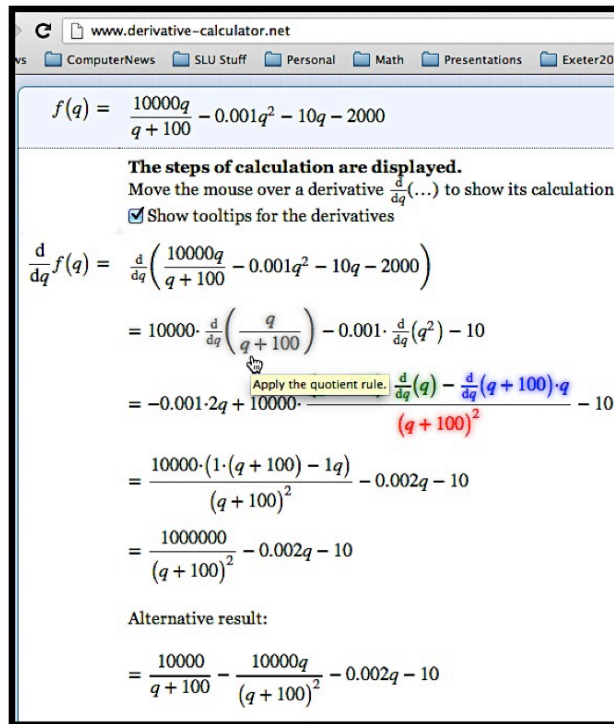 www.derivative-calculator.net
vs ComputerNews SLU Stuff Personal Math Presentations Exeter20
f(q) = 10000q/(q + 100) − 0.001q² − 10q − 2000
The steps of calculation are displayed.
Move the mouse over a derivative d/dq(...) to show its calculation
Show tooltips for the derivatives
d/dq f(q) = d/dq(10000q/(q + 100) − 0.001q² − 10q − 2000)
= 10000· d/dq(q/(q + 100)) − 0.001· d/dq(q²) − 10
Apply the quotient rule.
= −0.001·2q + 10000· d/dq(q) − d/dq(q + 100)·q / (q + 100)² − 10
= 10000·(1·(q + 100) − 1q)/(q + 100)² − 0.002q − 10
= 1000000/(q + 100)² − 0.002q − 10
Alternative result:
= 10000/(q + 100) − 10000q/(q + 100)² − 0.002q − 10